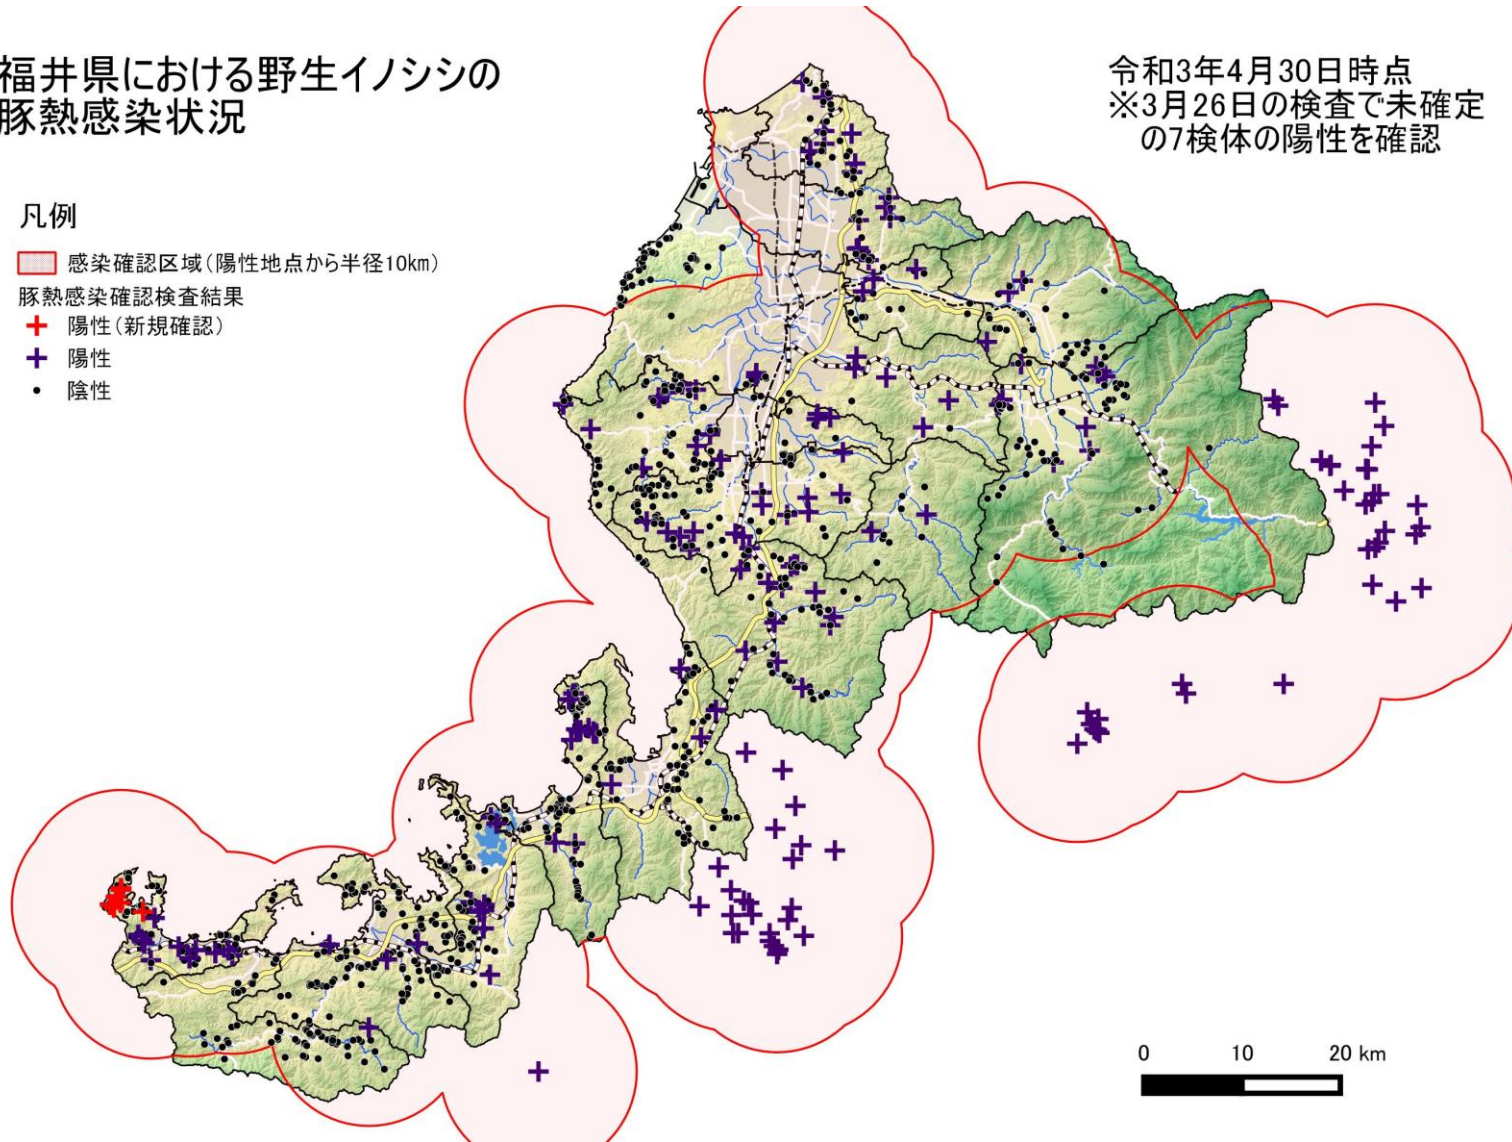 福井県における野生イノシシの
豚熱感染状況
令和3年4月30日時点
※3月26日の検査で未確定
の7検体の陽性を確認
凡例
感染確認区域(陽性地点から半径10km)
豚熱感染確認検査結果
陽性(新規確認)
陽性
陰性
0 10 20 km